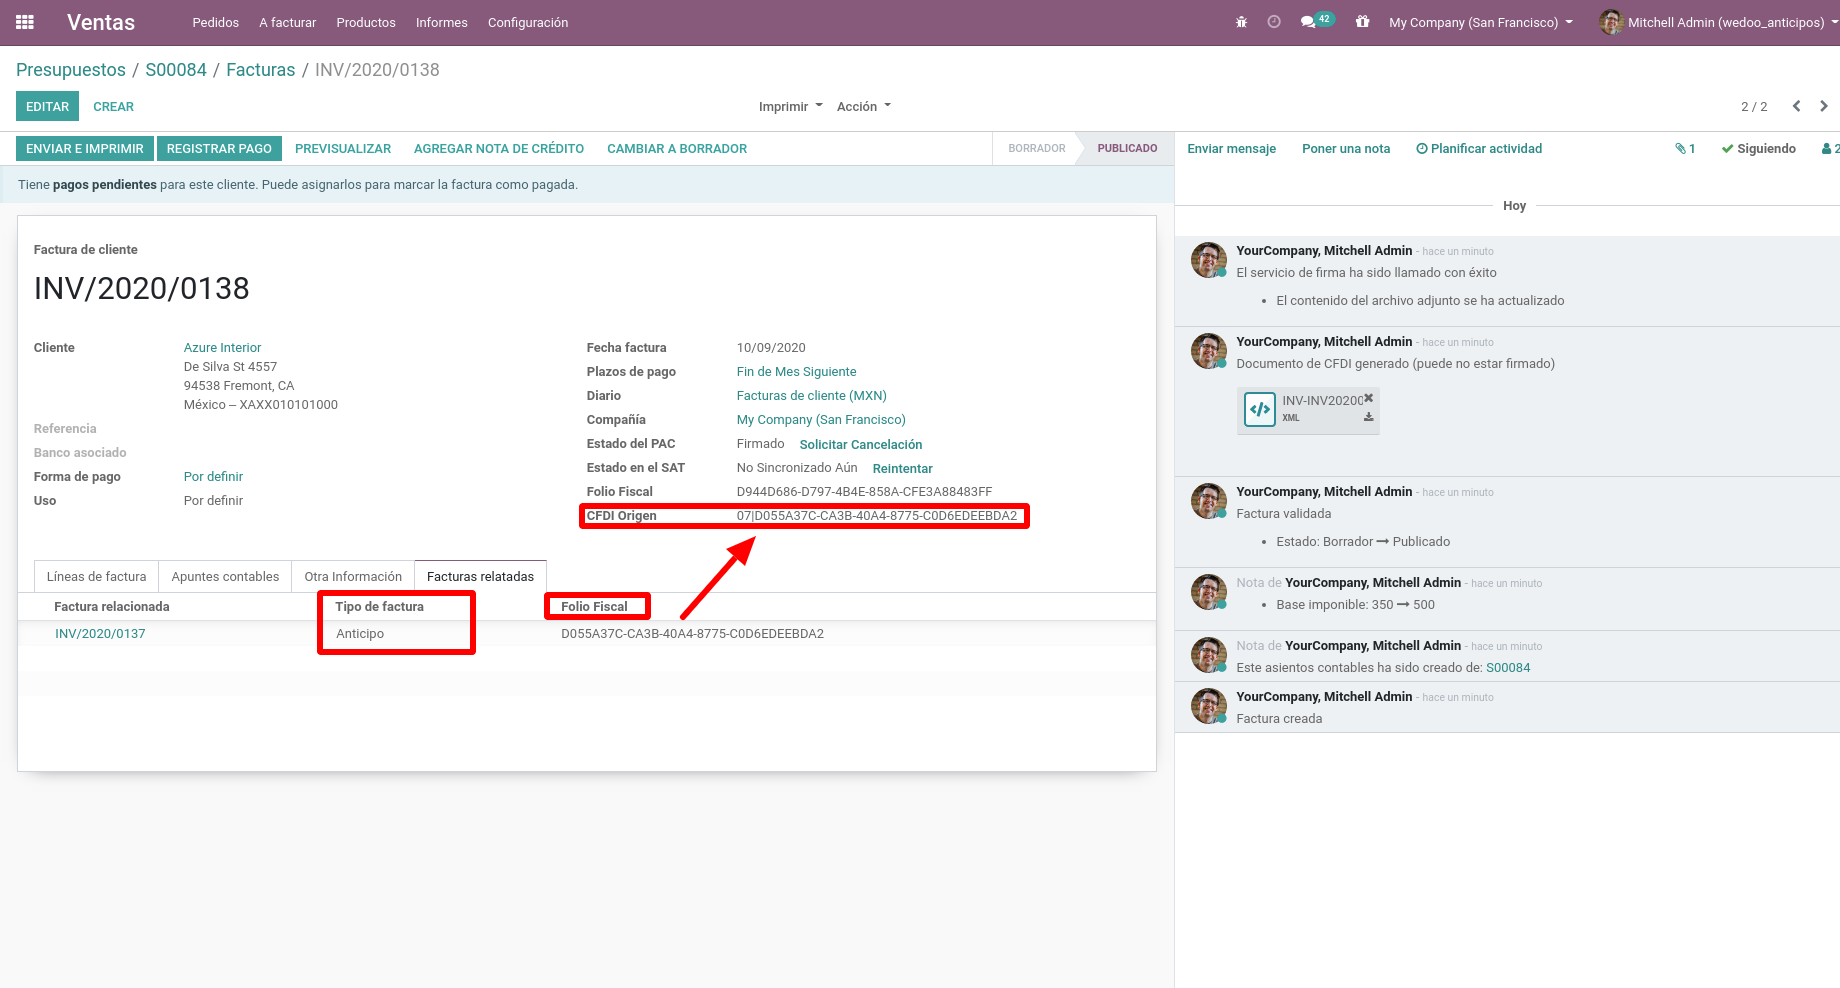 Ventas
Pedidos A facturar Productos Informes Configuración
42 My Company (San Francisco) Mitchell Admin (wedoo_anticipos)
Presupuestos / S00084 / Facturas / INV/2020/0138
EDITAR CREAR Imprimir Acción 2 / 2
ENVIAR E IMPRIMIR REGISTRAR PAGO PREVISUALIZAR AGREGAR NOTA DE CRÉDITO CAMBIAR A BORRADOR BORRADOR PUBLICADO
Tiene pagos pendientes para este cliente. Puede asignarlos para marcar la factura como pagada.
Factura de cliente
INV/2020/0138
Cliente Azure Interior
De Silva St 4557
94538 Fremont, CA
México – XAXX010101000
Referencia
Banco asociado
Forma de pago Por definir
Uso Por definir
Fecha factura 10/09/2020
Plazos de pago Fin de Mes Siguiente
Diario Facturas de cliente (MXN)
Compañía My Company (San Francisco)
Estado del PAC Firmado Solicitar Cancelación
Estado en el SAT No Sincronizado Aún Reintentar
Folio Fiscal D944D686-D797-4B4E-858A-CFE3A88483FF
CFDI Origen 07|D055A37C-CA3B-40A4-8775-C0D6EDEEBDA2
Líneas de factura Apuntes contables Otra Información Facturas relatadas
Factura relacionada Tipo de factura Folio Fiscal
INV/2020/0137 Anticipo D055A37C-CA3B-40A4-8775-C0D6EDEEBDA2
Enviar mensaje Poner una nota Planificar actividad 1 Siguiendo 2
Hoy
YourCompany, Mitchell Admin - hace un minuto
El servicio de firma ha sido llamado con éxito
• El contenido del archivo adjunto se ha actualizado
YourCompany, Mitchell Admin - hace un minuto
Documento de CFDI generado (puede no estar firmado)
INV-INV20200
XML
YourCompany, Mitchell Admin - hace un minuto
Factura validada
• Estado: Borrador → Publicado
Nota de YourCompany, Mitchell Admin - hace un minuto
• Base imponible: 350 → 500
Nota de YourCompany, Mitchell Admin - hace un minuto
Este asientos contables ha sido creado de: S00084
YourCompany, Mitchell Admin - hace un minuto
Factura creada